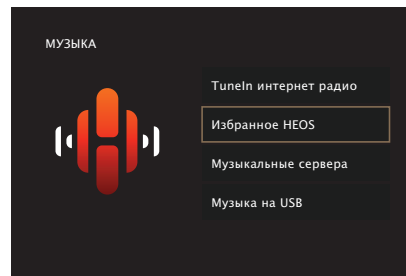 МУЗЫКА
TuneIn интернет радио
Избранное HEOS
Музыкальные сервера
Музыка на USB